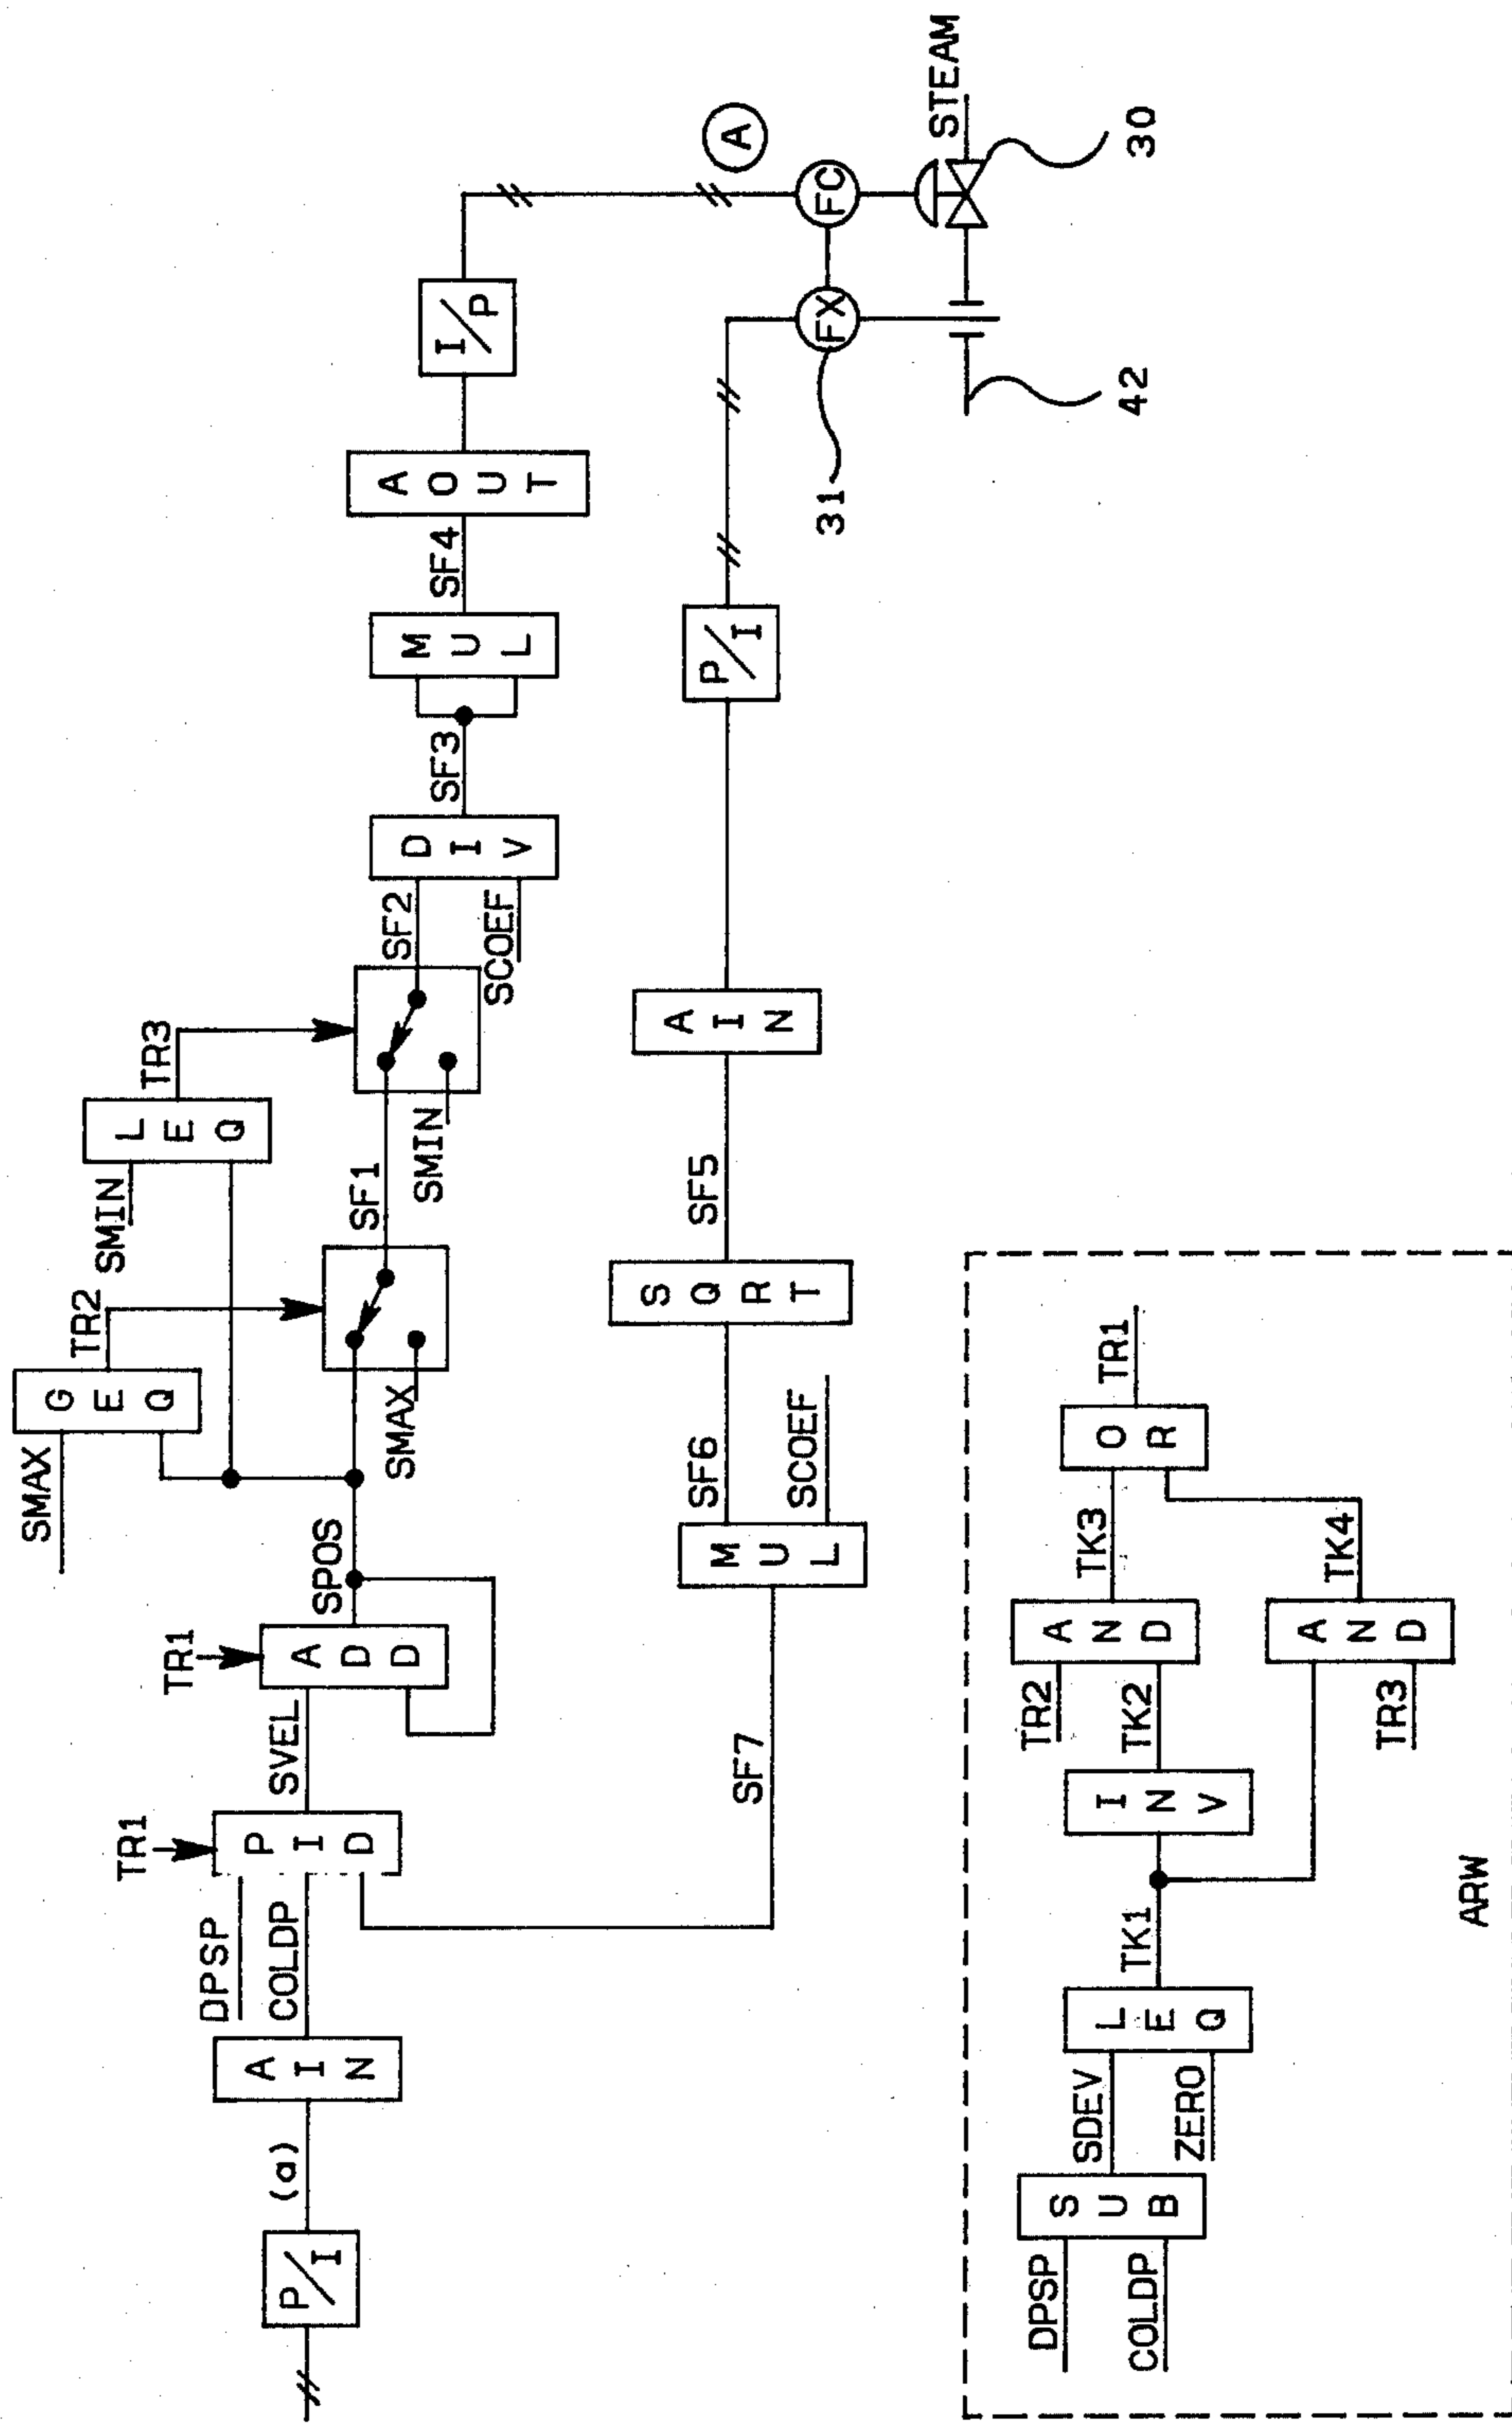 P/I
(a)
AIN
DPSP
COLDP
TR1
PID
SVEL
TR1
ADD
SPOS
SMAX
GEQ
TR2
SMAX
SF1
SMIN
LEQ
TR3
SMIN
SF2
SCOEF
DIV
SF3
MUL
SF4
AOUT
I/P
A
FC
STEAM
30
FX
31
42
P/I
AIN
SF5
SQRT
SF6
SCOEF
MUL
SF7
DPSP
COLDP
SUB
SDEV
ZERO
LEQ
TK1
INV
TK2
TR2
AND
TK3
TR3
AND
TK4
OR
TR1
ARW